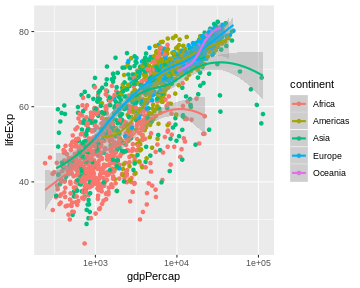 80
60
40
lifeExp
1e+03
1e+04
1e+05
gdpPercap
continent
Africa
Americas
Asia
Europe
Oceania